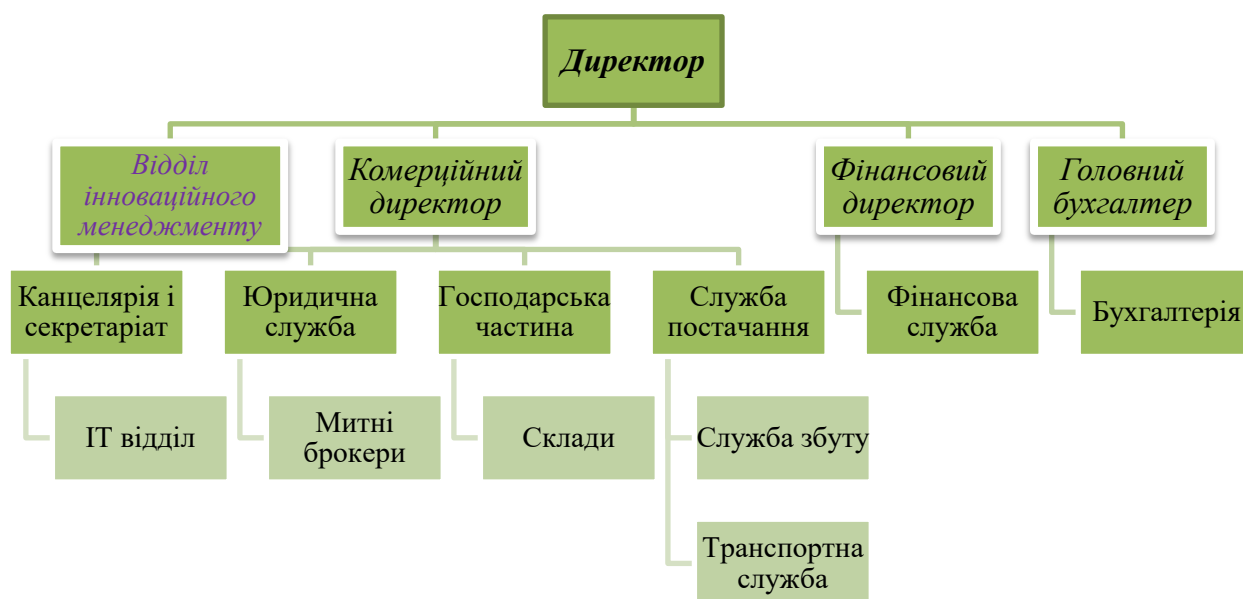 Директор
Відділ
інноваційного
менеджменту
Комерційний
директор
Фінансовий
директор
Головний
бухгалтер
Канцелярія і
секретаріат
Юридична
служба
Господарська
частина
Служба
постачання
Фінансова
служба
Бухгалтерія
ІТ відділ
Митні
брокери
Склади
Служба збуту
Транспортна
служба